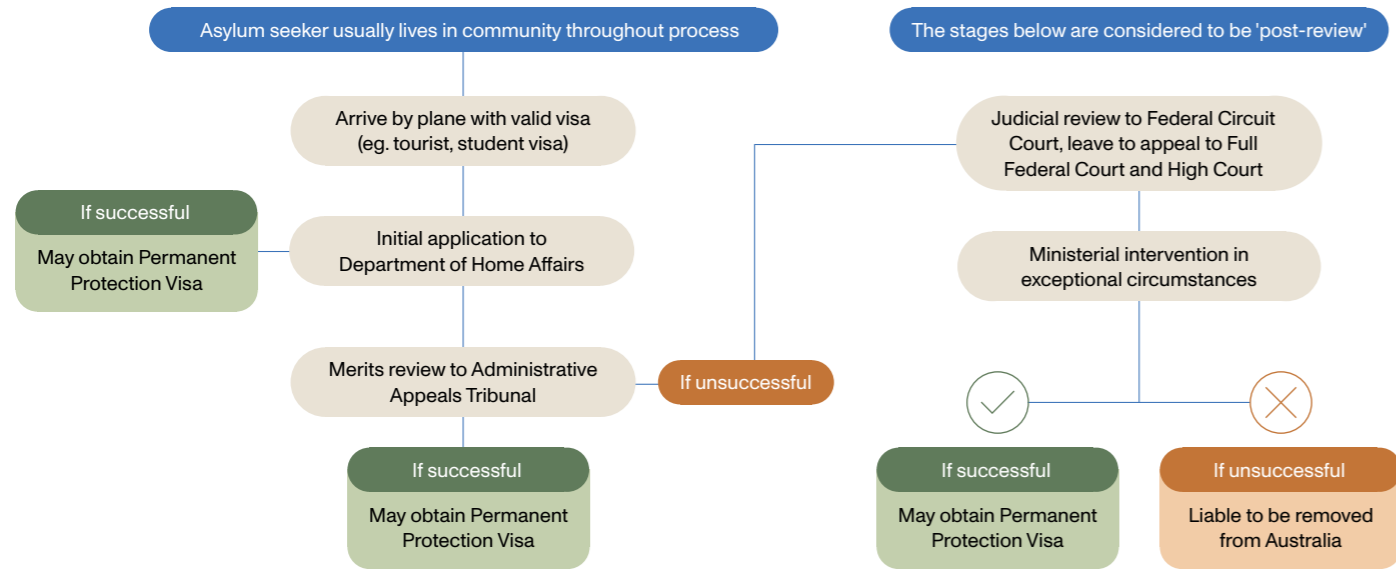 Asylum seeker usually lives in community throughout process
Arrive by plane with valid visa
(eg. tourist, student visa)
If successful
May obtain Permanent
Protection Visa
Initial application to
Department of Home Affairs
Merits review to Administrative
Appeals Tribunal
If unsuccessful
If successful
May obtain Permanent
Protection Visa
The stages below are considered to be 'post-review'
Judicial review to Federal Circuit
Court, leave to appeal to Full
Federal Court and High Court
Ministerial intervention in
exceptional circumstances
If successful
May obtain Permanent
Protection Visa
If unsuccessful
Liable to be removed
from Australia